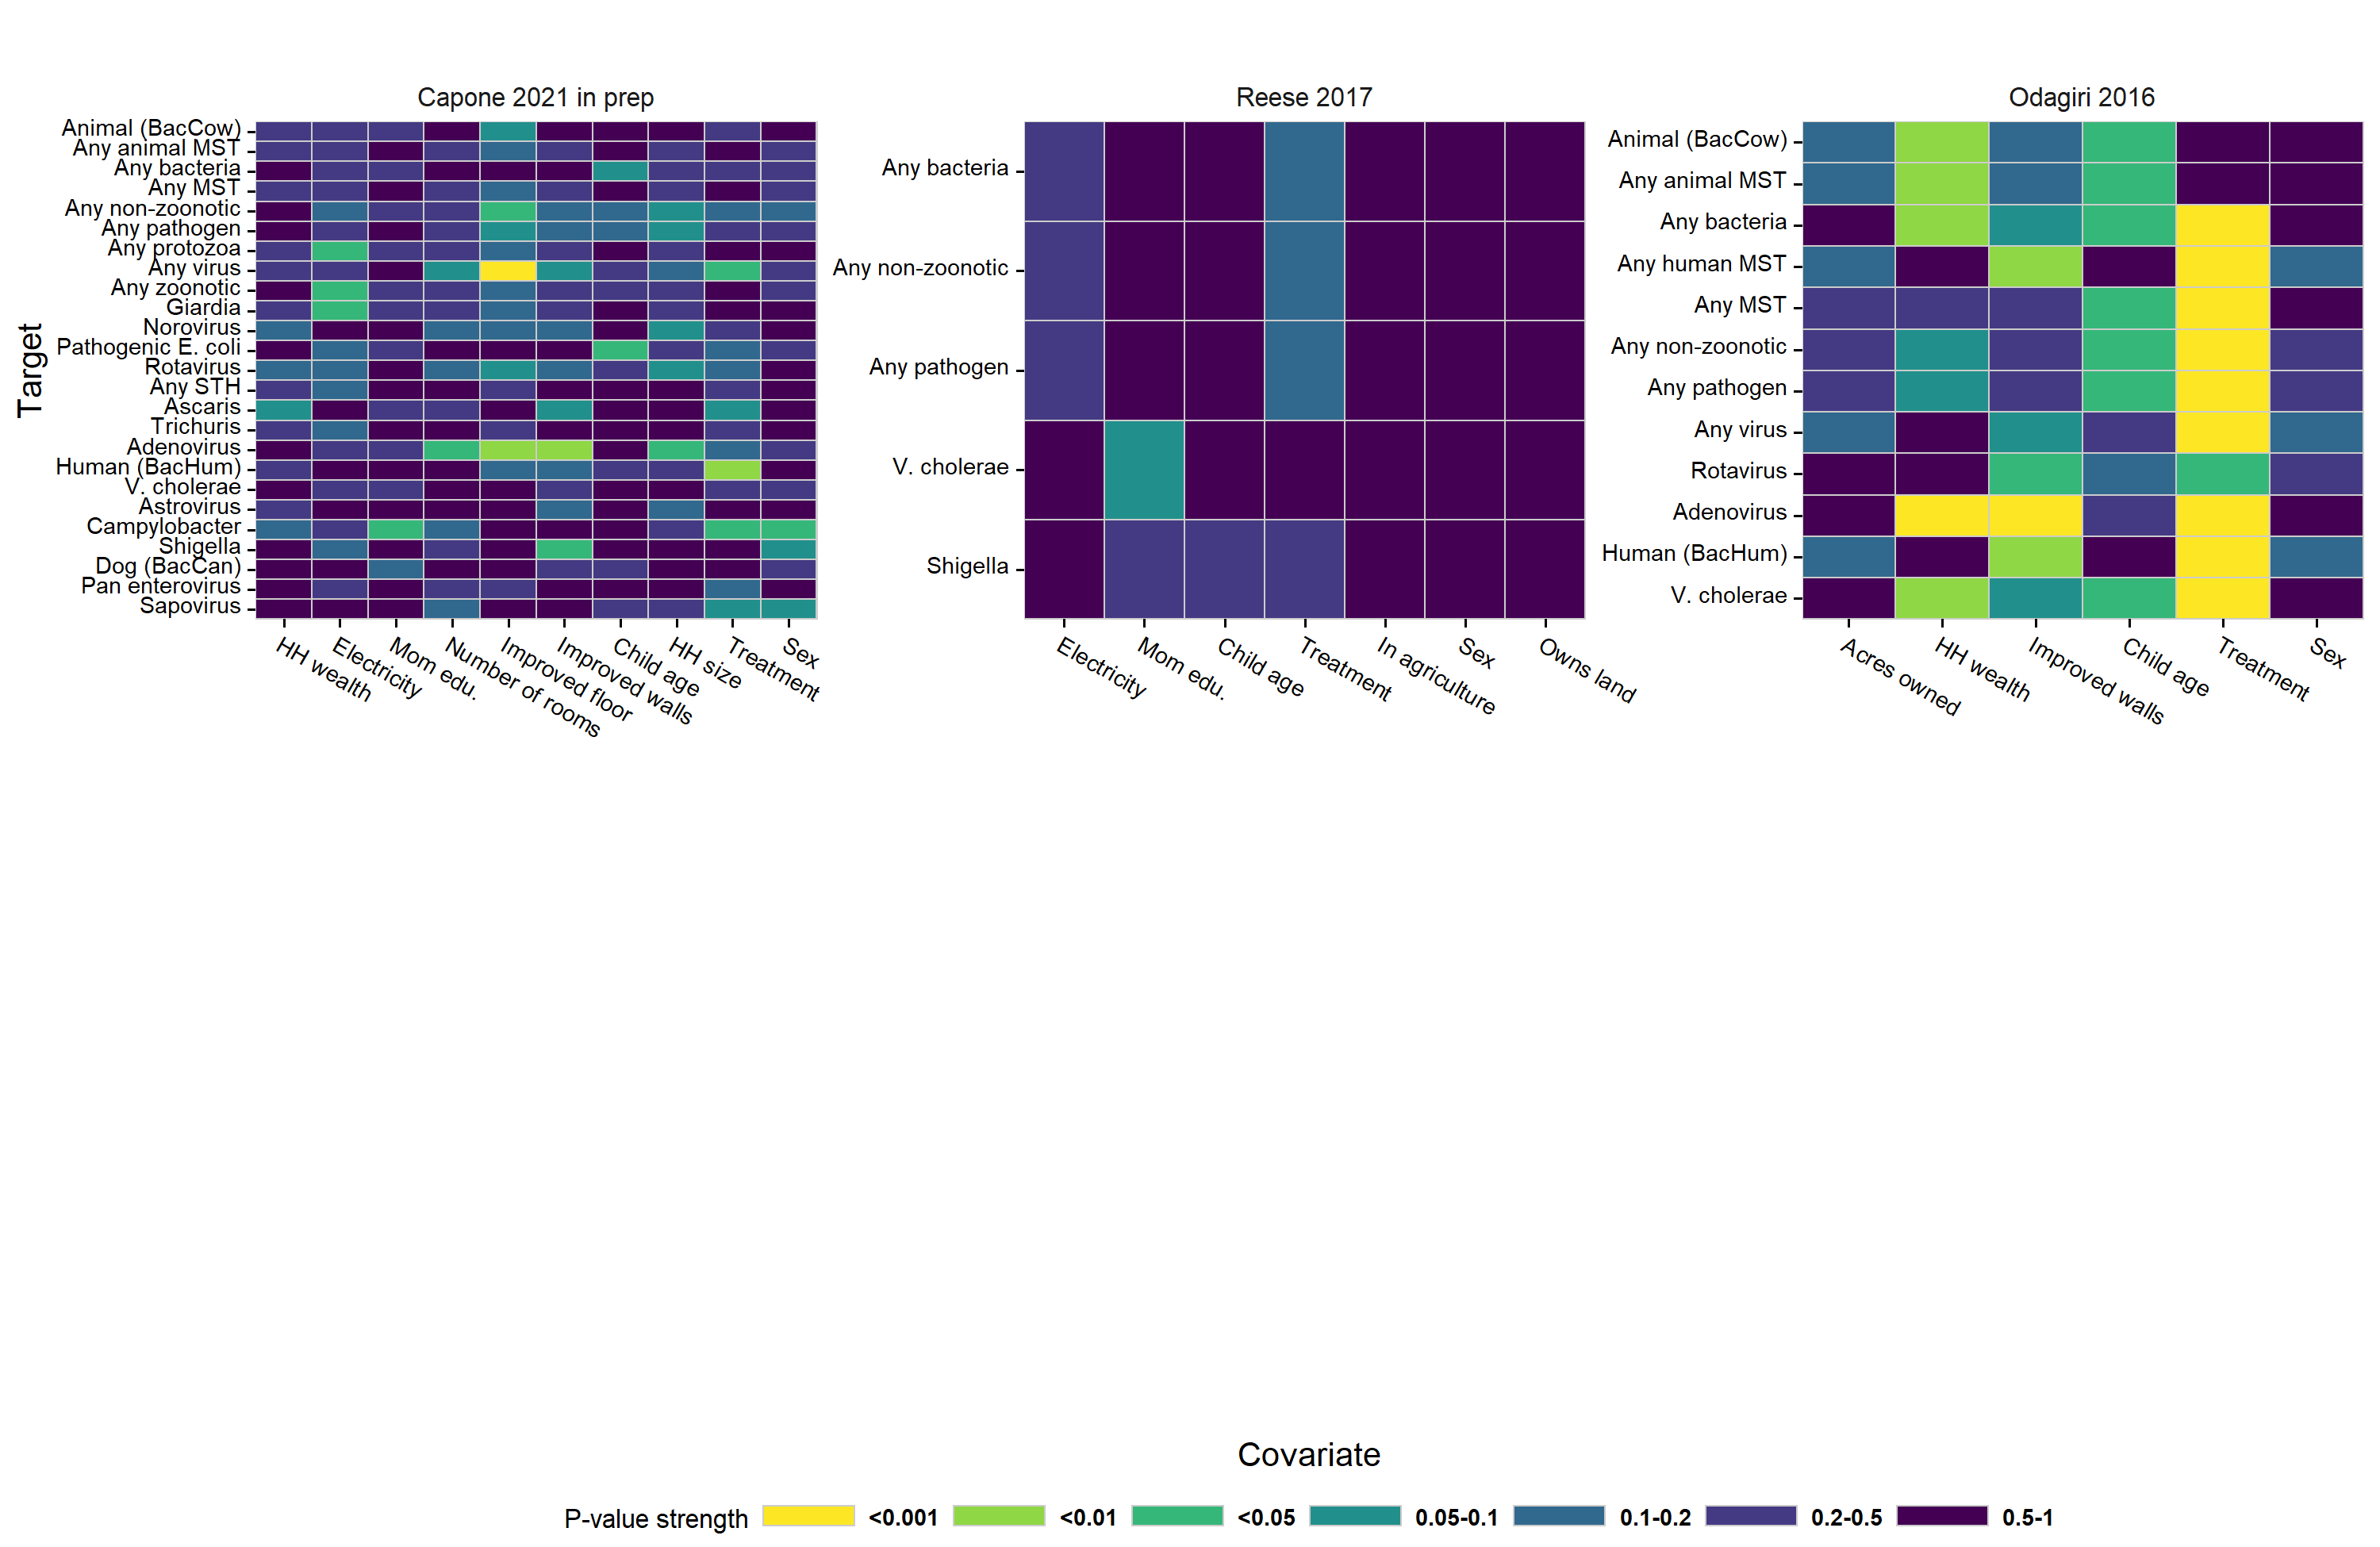 Capone 2021 in prep
Reese 2017
Odagiri 2016
Target
Animal (BacCow)
Any animal MST
Any bacteria
Any MST
Any non-zoonotic
Any pathogen
Any protozoa
Any virus
Any zoonotic
Giardia
Norovirus
Pathogenic E. coli
Rotavirus
Any STH
Ascaris
Trichuris
Adenovirus
Human (BacHum)
V. cholerae
Astrovirus
Campylobacter
Shigella
Dog (BacCan)
Pan enterovirus
Sapovirus
HH wealth
Electricity
Mom edu.
Number of rooms
Improved floor
Improved walls
Child age
HH size
Treatment
Sex
Any bacteria
Any non-zoonotic
Any pathogen
V. cholerae
Shigella
Electricity
Mom edu.
Child age
Treatment
In agriculture
Sex
Owns land
Animal (BacCow)
Any animal MST
Any bacteria
Any human MST
Any MST
Any non-zoonotic
Any pathogen
Any virus
Rotavirus
Adenovirus
Human (BacHum)
V. cholerae
Acres owned
HH wealth
Improved walls
Child age
Treatment
Sex
Covariate
P-value strength <0.001 <0.01 <0.05 0.05-0.1 0.1-0.2 0.2-0.5 0.5-1